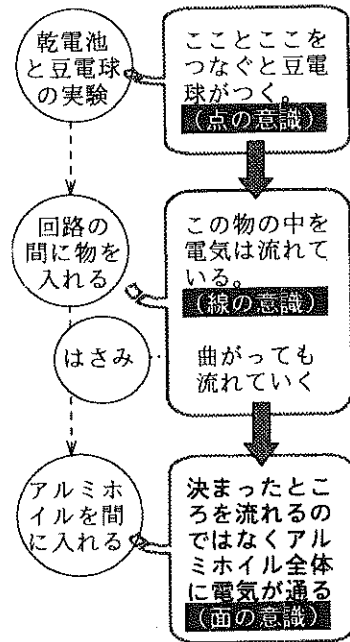 乾電池
と豆電球
の実験
こことここを
つなぐと豆電
球がつく。
(点の意識)
回路の
間に物を
入れる
この物の中を
電気は流れて
いる。
(線の意識)
はさみ
曲がっても
流れていく
アルミホ
イルを間
に入れる
決まったとこ
ろを流れるの
ではなくアル
ミホイル全体
に電気が通る
(面の意識)